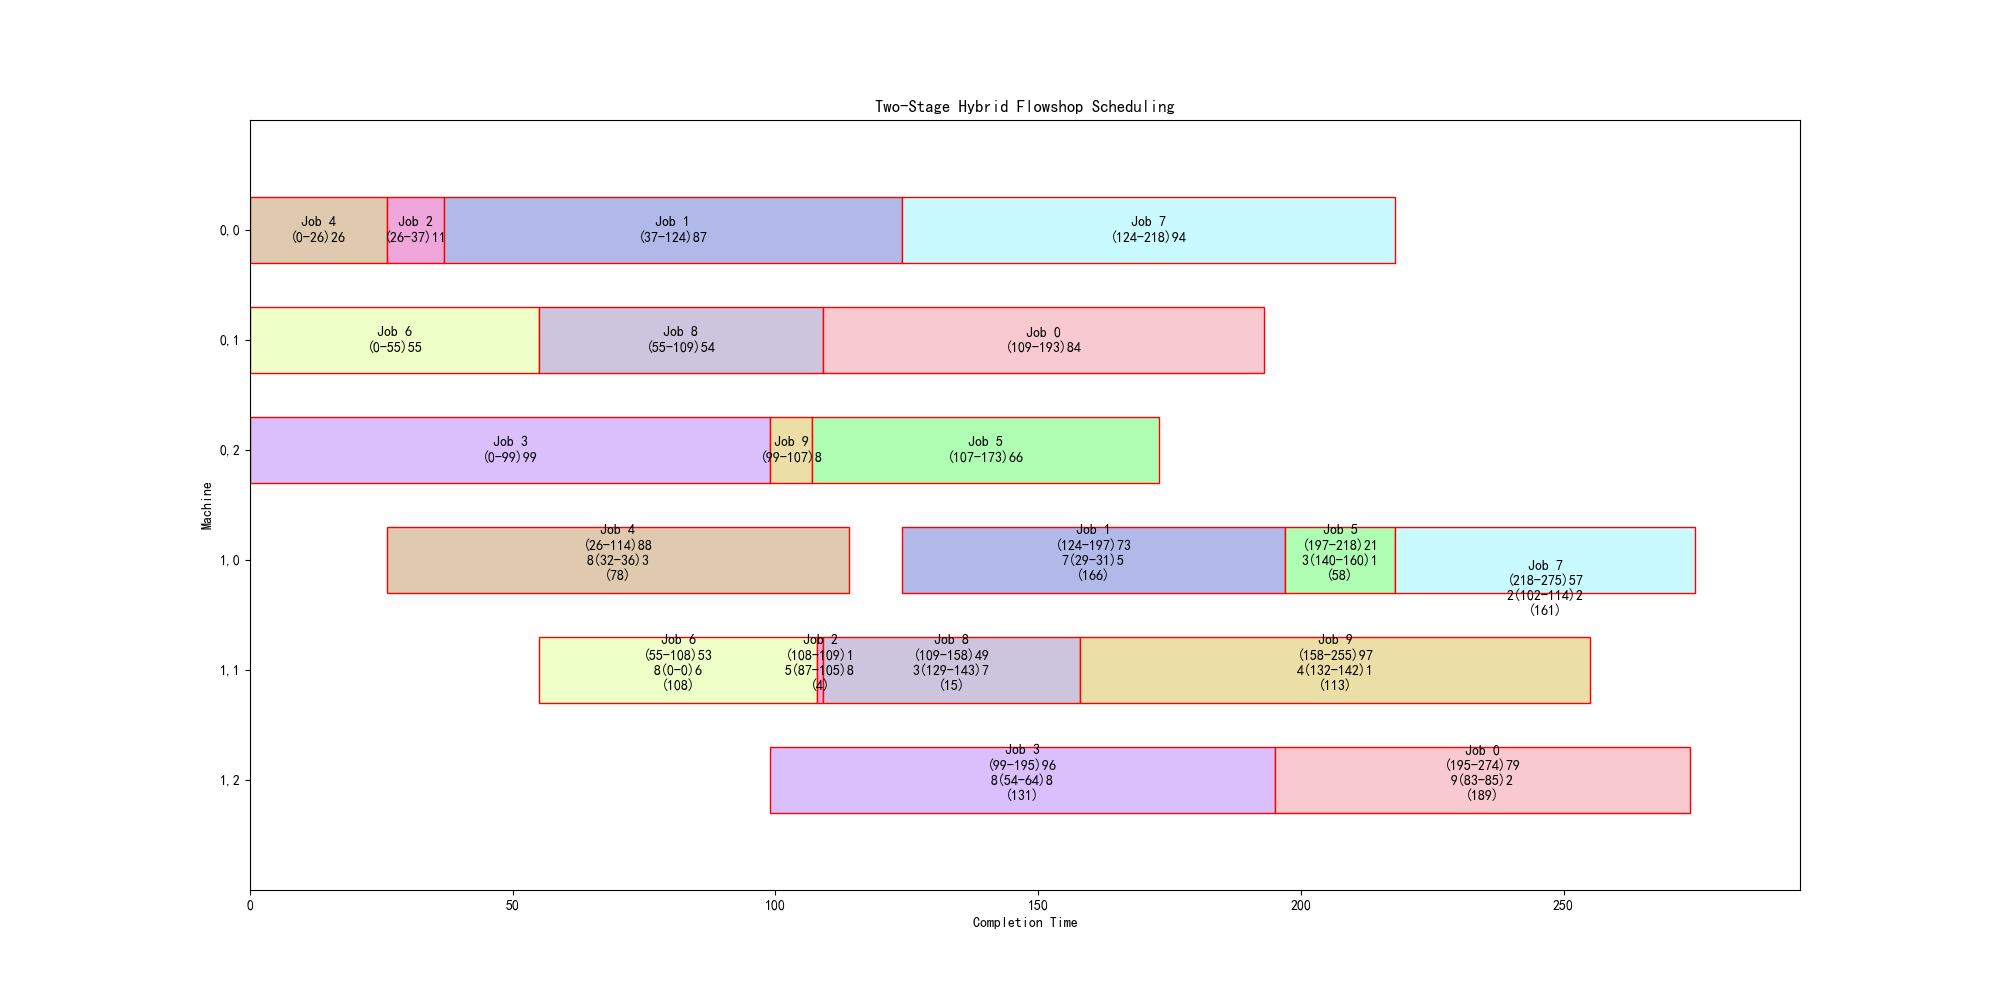 Two-Stage Hybrid Flowshop Scheduling
Machine
0,0
Job 4
(0-26)26
Job 2
(26-37)11
Job 1
(37-124)87
Job 7
(124-218)94
0,1
Job 6
(0-55)55
Job 8
(55-109)54
Job 0
(109-193)84
0,2
Job 3
(0-99)99
Job 9
(99-107)8
Job 5
(107-173)66
1,0
Job 4
(26-114)88
8(32-36)3
(78)
Job 1
(124-197)73
7(29-31)5
(166)
Job 5
(197-218)21
3(140-160)1
(58)
Job 7
(218-275)57
2(102-114)2
(161)
1,1
Job 6
(55-108)53
8(0-0)6
(108)
Job 2
(108-109)1
5(87-105)8
(4)
Job 8
(109-158)49
3(129-143)7
(15)
Job 9
(158-255)97
4(132-142)1
(113)
1,2
Job 3
(99-195)96
8(54-64)8
(131)
Job 0
(195-274)79
9(83-85)2
(189)
0
50
100
150
200
250
Completion Time